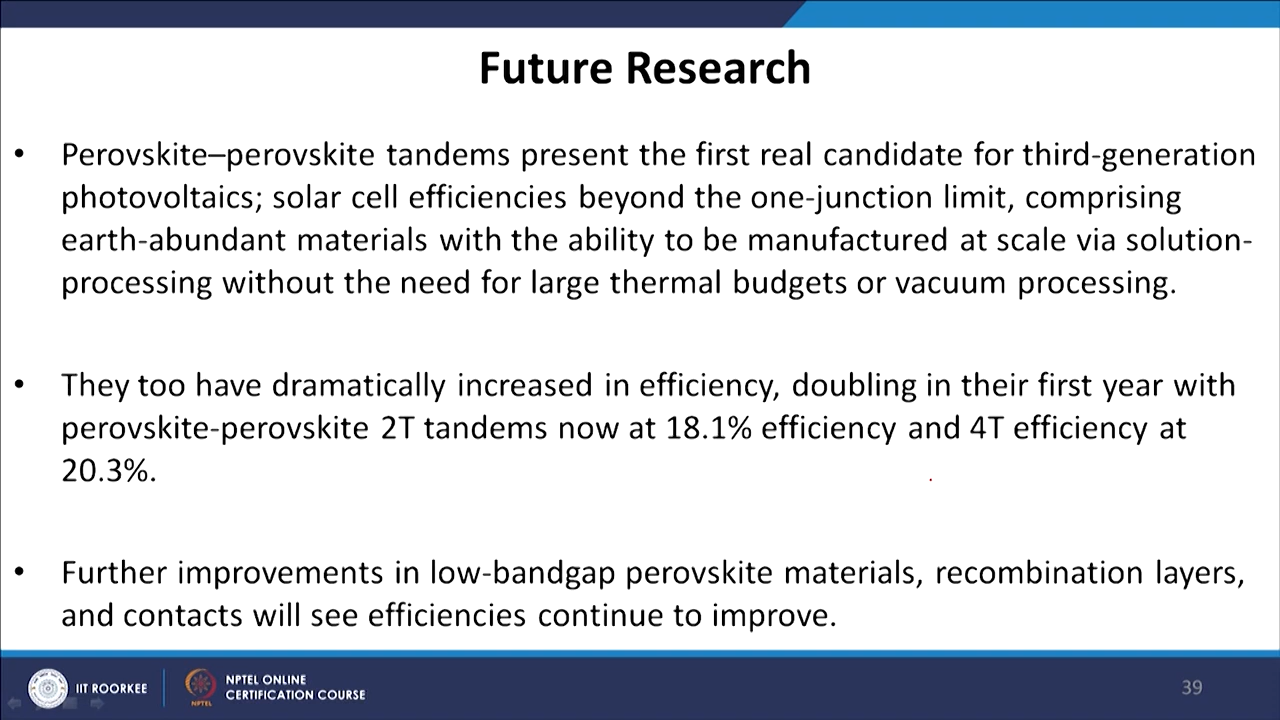 Future Research
• Perovskite–perovskite tandems present the first real candidate for third-generation
photovoltaics; solar cell efficiencies beyond the one-junction limit, comprising
earth-abundant materials with the ability to be manufactured at scale via solution-
processing without the need for large thermal budgets or vacuum processing.
• They too have dramatically increased in efficiency, doubling in their first year with
perovskite-perovskite 2T tandems now at 18.1% efficiency and 4T efficiency at
20.3%.
• Further improvements in low-bandgap perovskite materials, recombination layers,
and contacts will see efficiencies continue to improve.
IIT ROORKEE
NPTEL
NPTEL ONLINE
CERTIFICATION COURSE
39